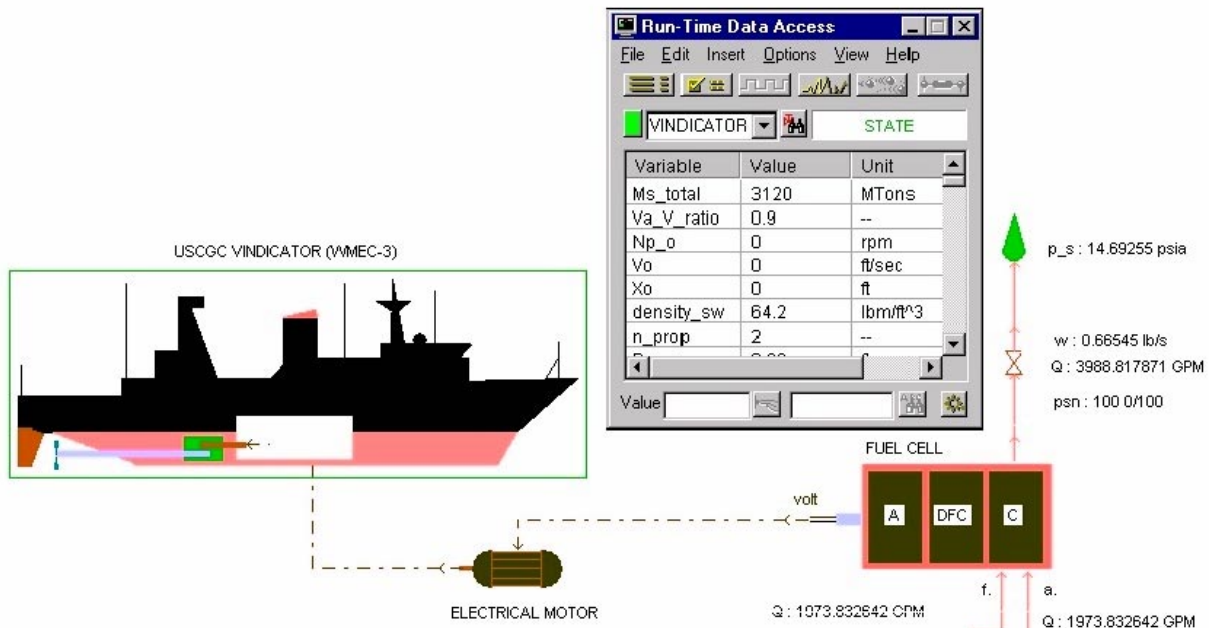 Run-Time Data Access
File Edit Insert Options View Help
VINDICATOR STATE
Variable Value Unit
Ms_total 3120 MTons
Va_V_ratio 0.9 --
Np_o 0 rpm
Vo 0 ft/sec
Xo 0 ft
density_sw 64.2 lbm/ft^3
n_prop 2 --
Value
USCGC VINDICATOR (WMEC-3)
p_s : 14.69255 psia
w : 0.66545 lb/s
Q : 3988.817871 GPM
psn : 100 0/100
FUEL CELL
volt
A DFC C
f. a.
ELECTRICAL MOTOR
Q : 1973.832642 GPM
Q : 1973.832642 GPM